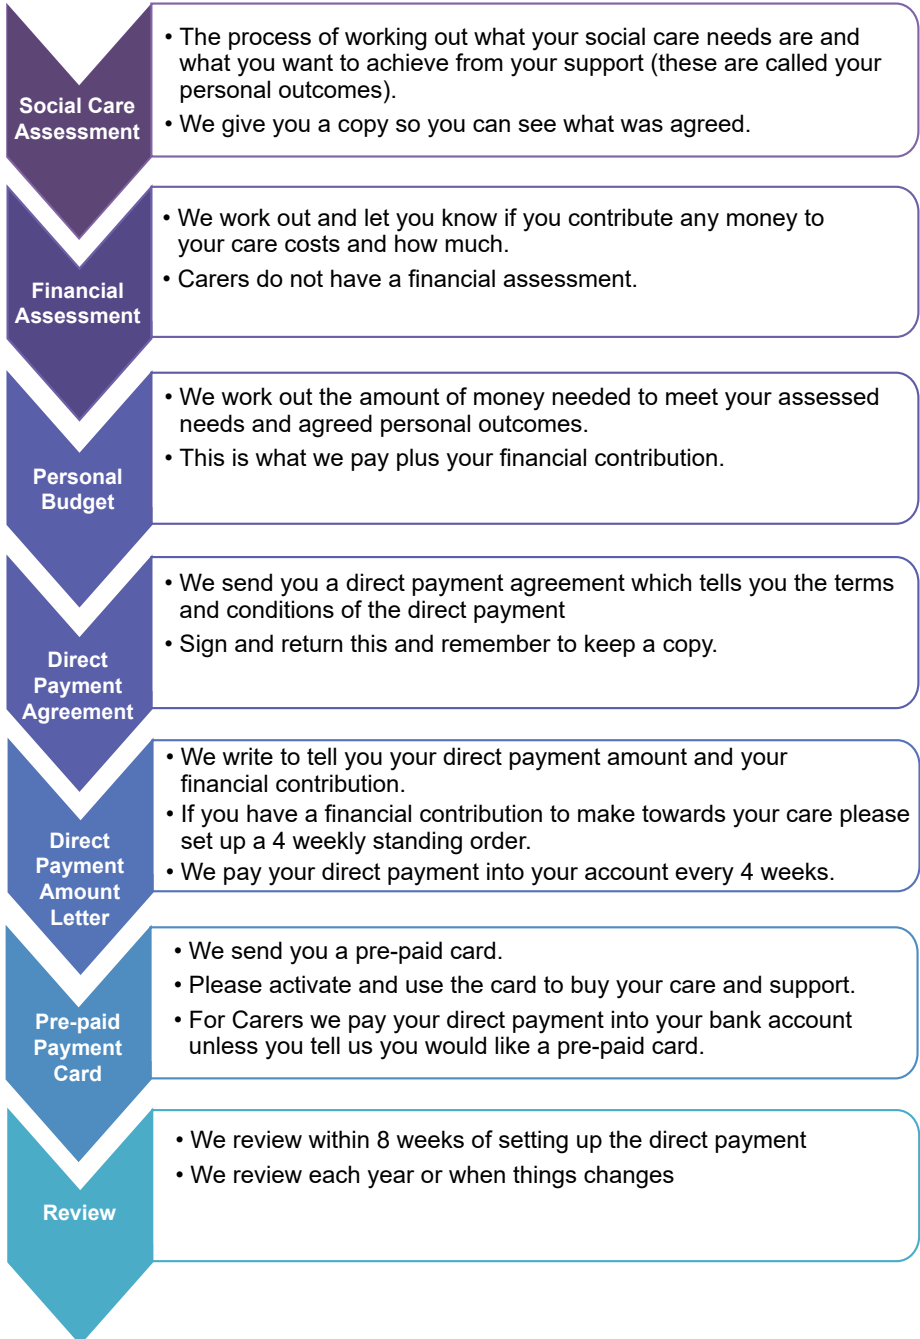 Social Care
Assessment
• The process of working out what your social care needs are and
what you want to achieve from your support (these are called your
personal outcomes).
• We give you a copy so you can see what was agreed.
Financial
Assessment
• We work out and let you know if you contribute any money to
your care costs and how much.
• Carers do not have a financial assessment.
Personal
Budget
• We work out the amount of money needed to meet your assessed
needs and agreed personal outcomes.
• This is what we pay plus your financial contribution.
Direct
Payment
Agreement
• We send you a direct payment agreement which tells you the terms
and conditions of the direct payment
• Sign and return this and remember to keep a copy.
Direct
Payment
Amount
Letter
• We write to tell you your direct payment amount and your
financial contribution.
• If you have a financial contribution to make towards your care please
set up a 4 weekly standing order.
• We pay your direct payment into your account every 4 weeks.
Pre-paid
Payment
Card
• We send you a pre-paid card.
• Please activate and use the card to buy your care and support.
• For Carers we pay your direct payment into your bank account
unless you tell us you would like a pre-paid card.
Review
• We review within 8 weeks of setting up the direct payment
• We review each year or when things changes